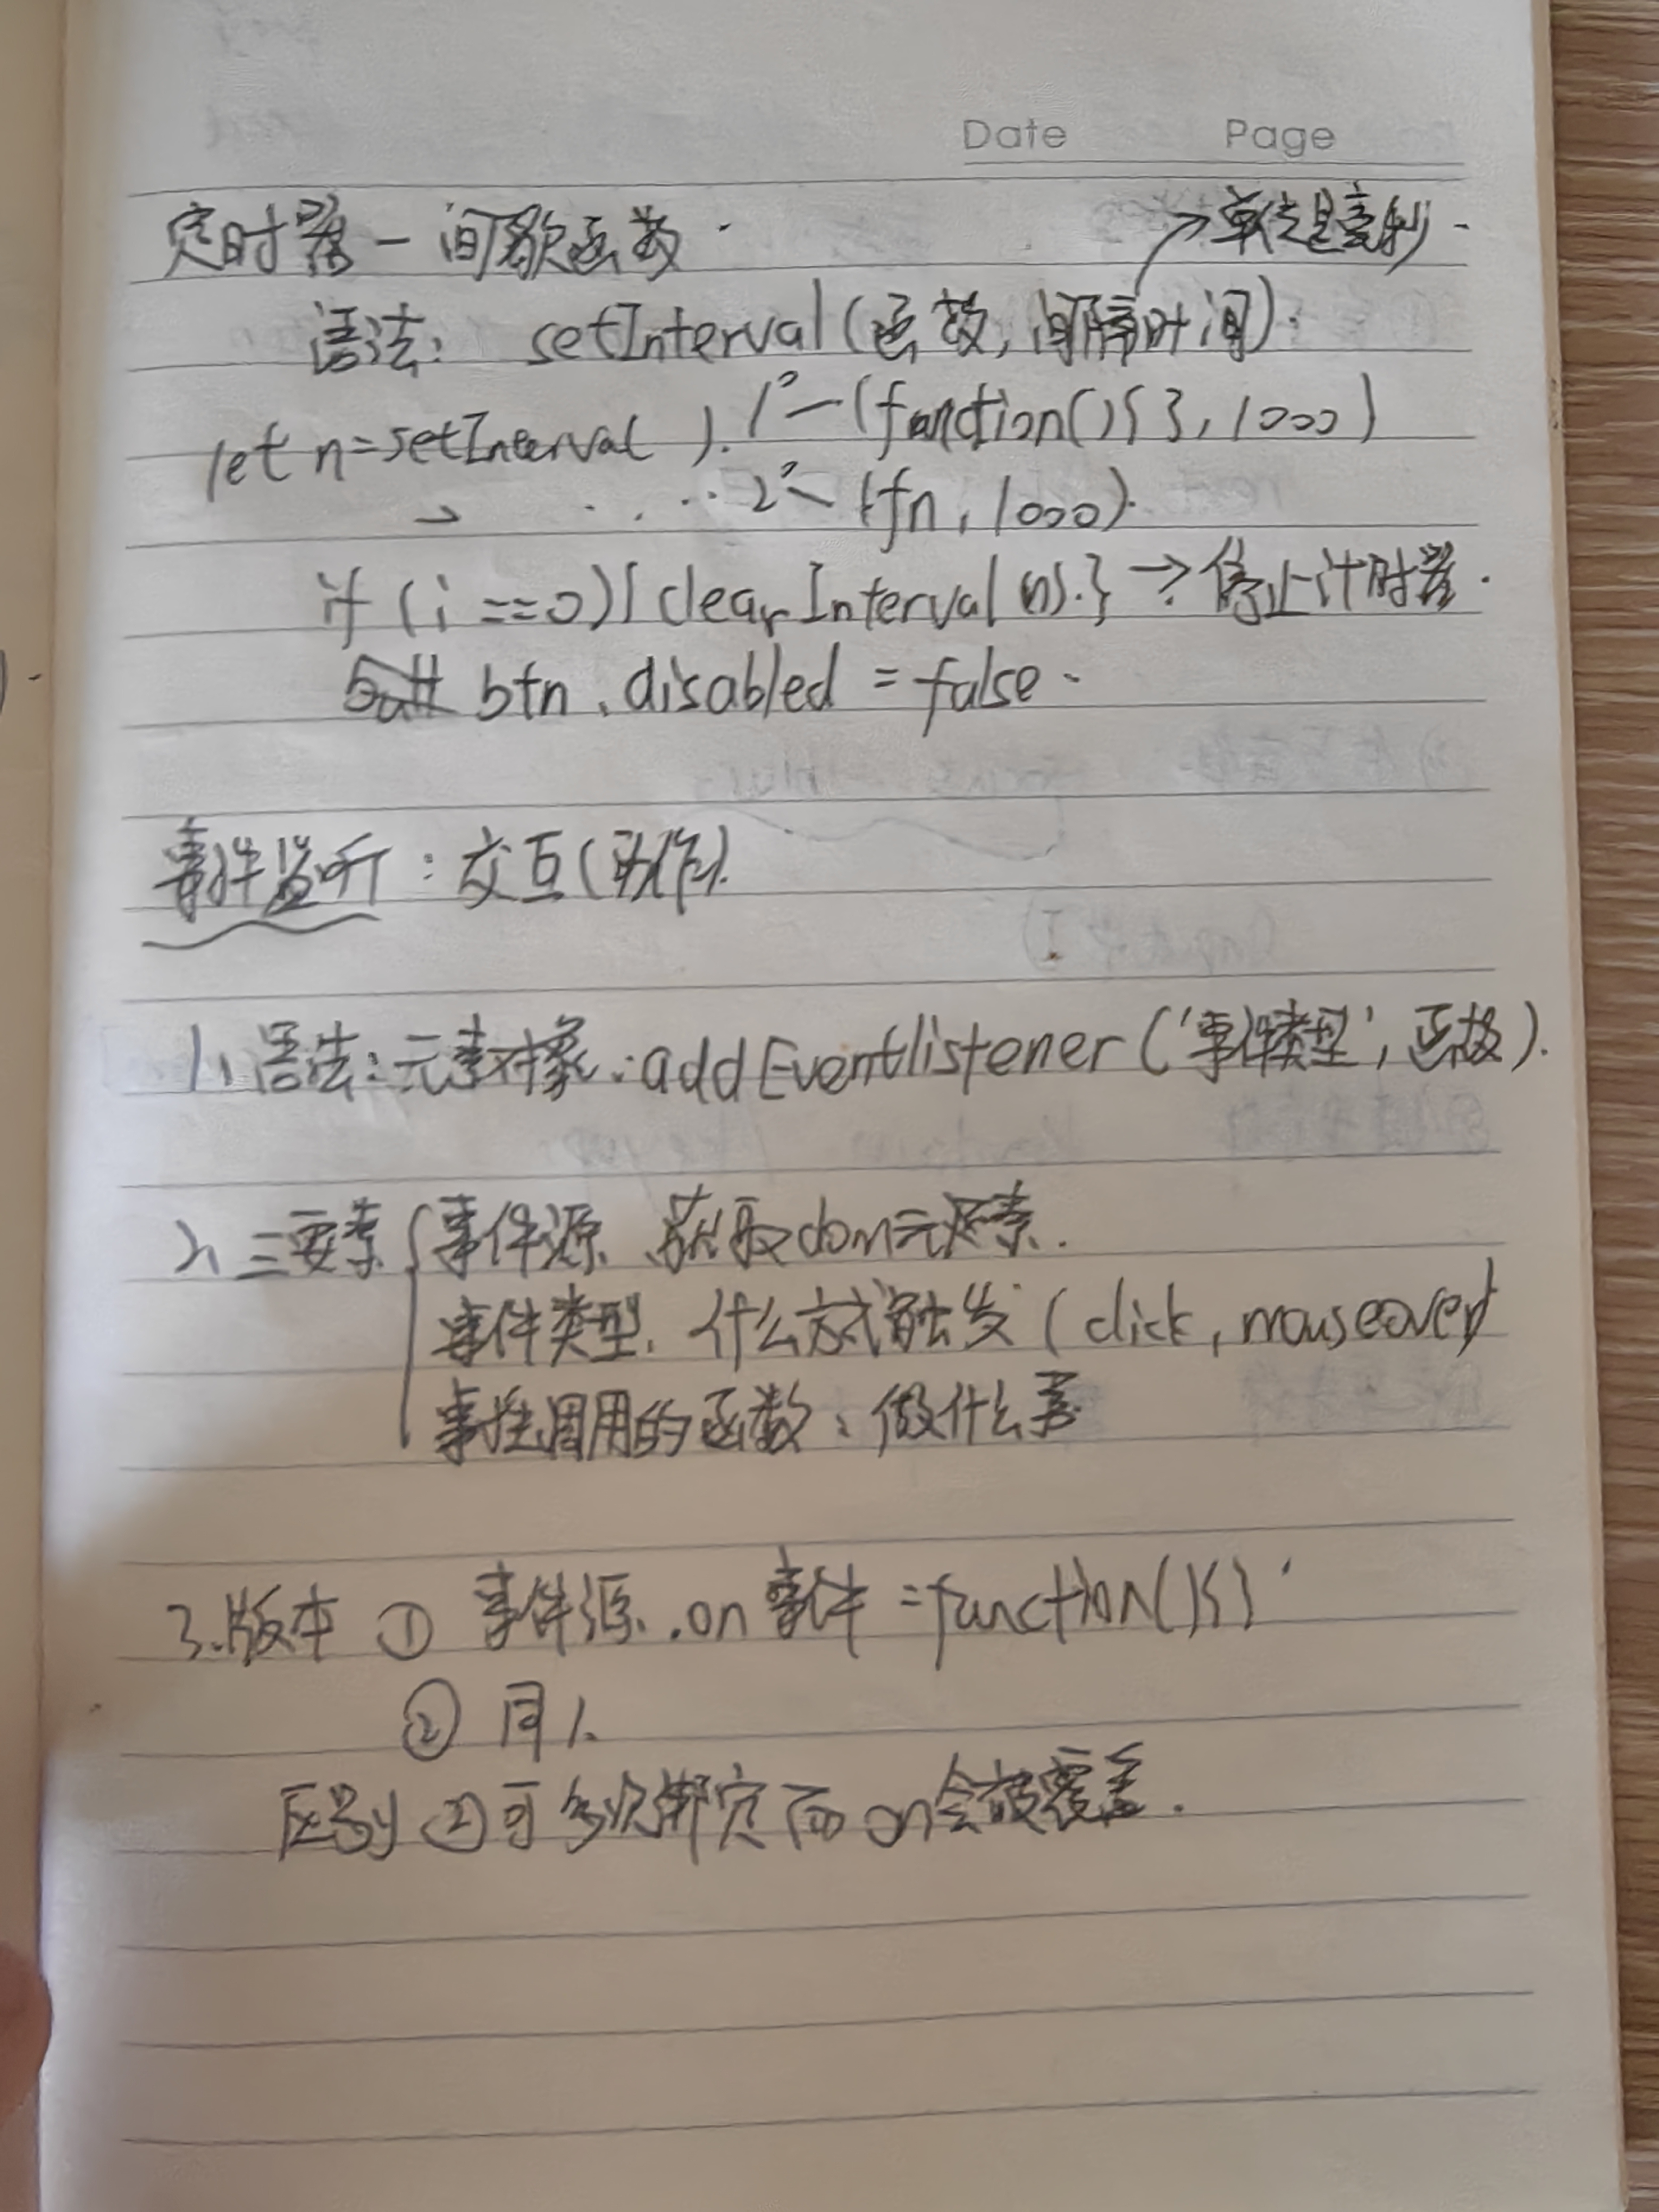 Date Page
定时器-间歇函数. →单位是毫秒.
语法: setInterval(函数,间隔时间).
let n=setInterval( ). 1°—(function(){},1000)
→ . . . . . 2°—(fn,1000).
if(i==0){clearInterval(n).}→停止计时器.
btn.disabled=false.
事件监听:交互(动作).
1、语法:元素对象.addEventlistener('事件类型',函数).
2、三要素{事件源、获取dom元素.
事件类型、什么方式触发(click,mouseover)
事件调用的函数、做什么事
3.版本 ① 事件源.on事件=function(){}
② 同1.
区别②可多次绑定而on会被覆盖.